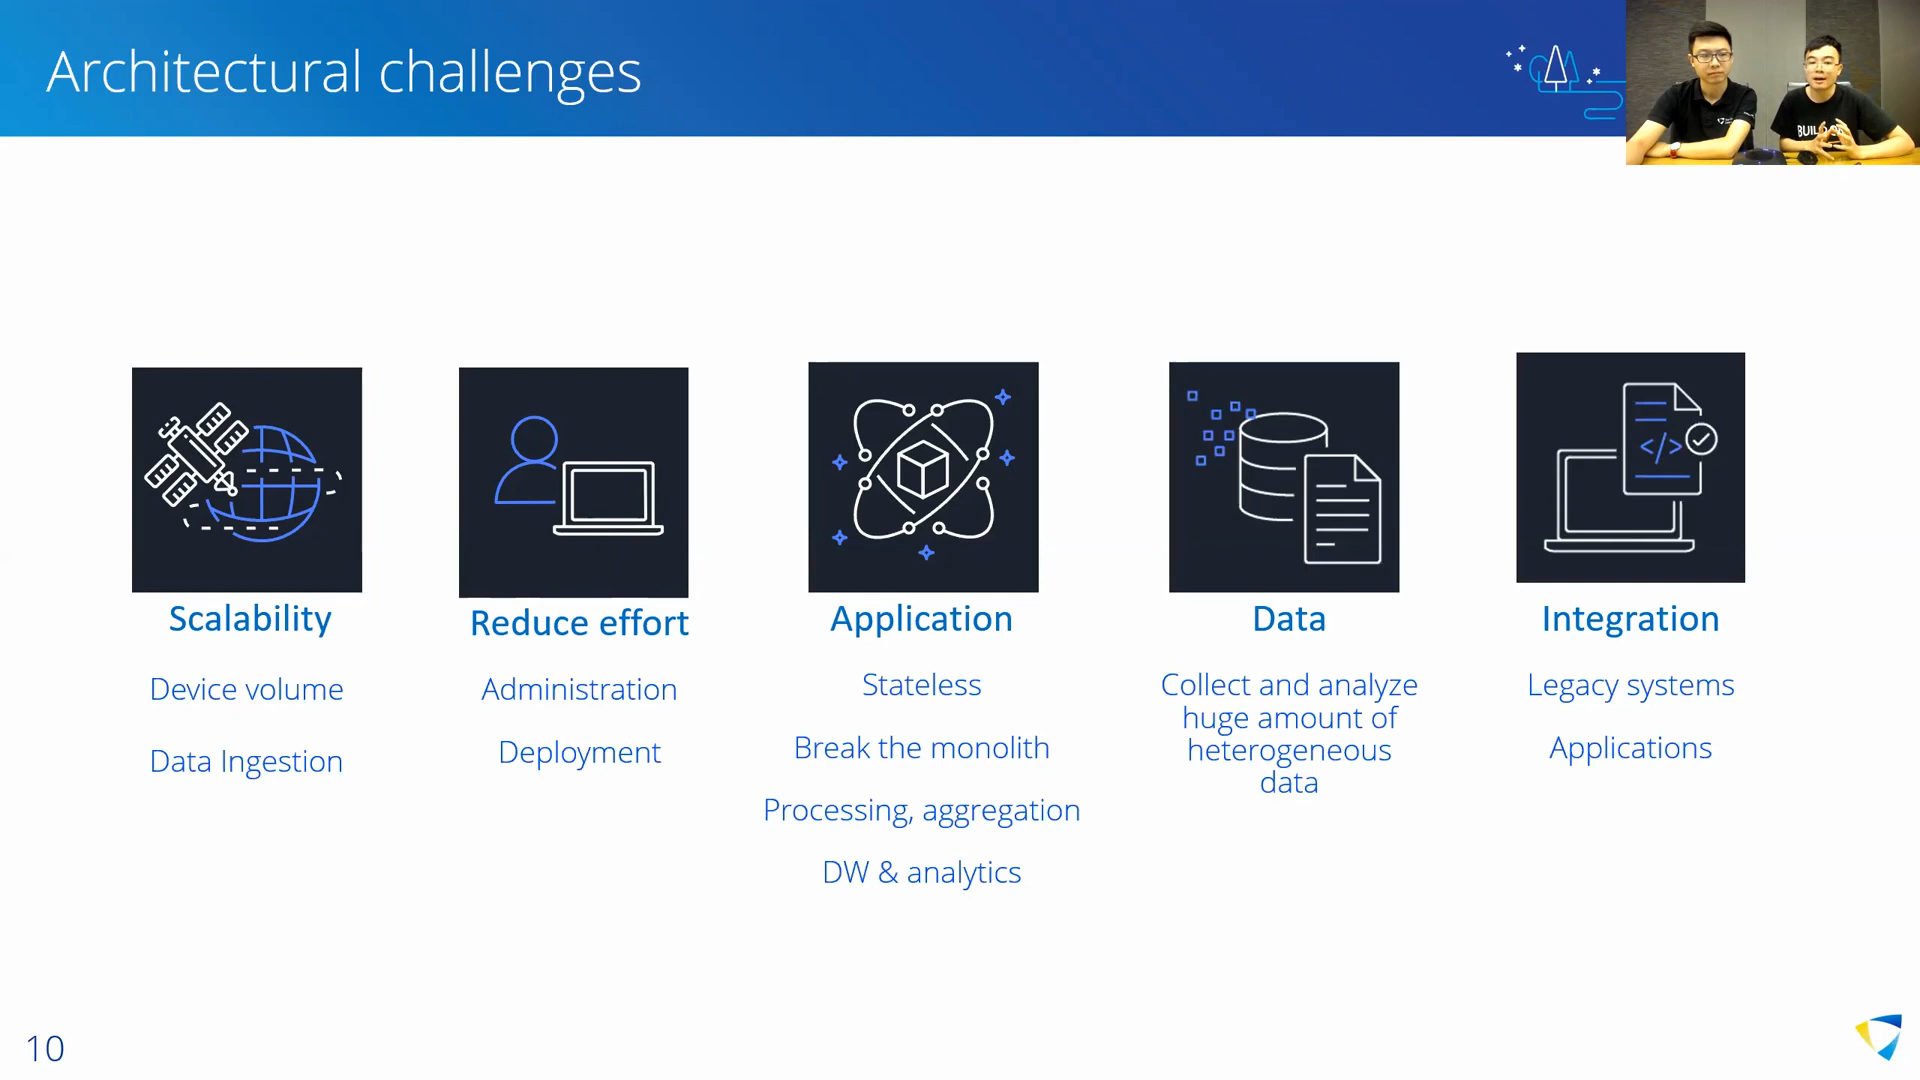 Architectural challenges
Scalability
Device volume
Data Ingestion
Reduce effort
Administration
Deployment
Application
Stateless
Break the monolith
Processing, aggregation
DW & analytics
Data
Collect and analyze
huge amount of
heterogeneous
data
Integration
Legacy systems
Applications
</>
10